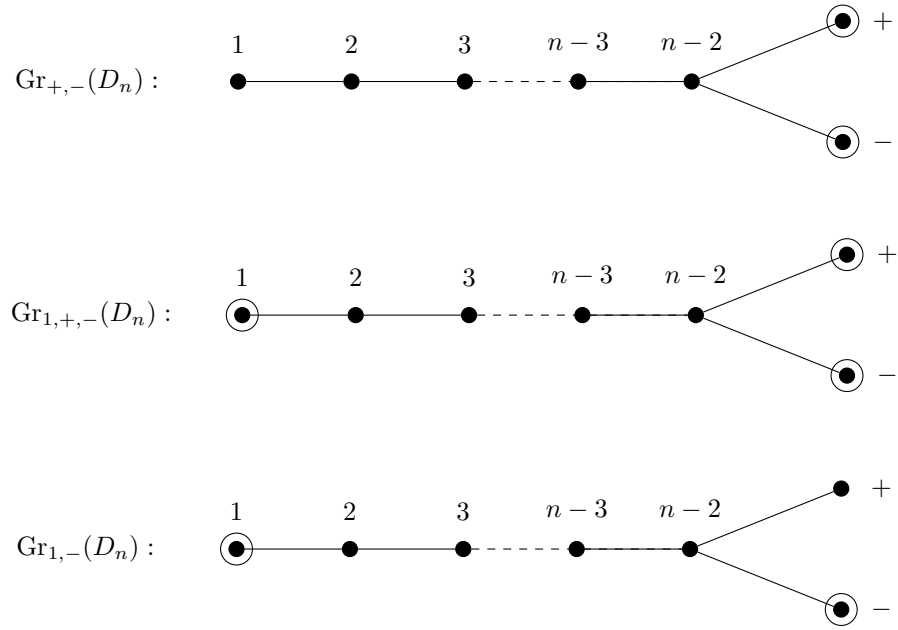 +
1 2 3 n − 3 n − 2
Gr₊,₋(Dₙ) :
−
+
1 2 3 n − 3 n − 2
Gr₁,₊,₋(Dₙ) :
−
+
1 2 3 n − 3 n − 2
Gr₁,₋(Dₙ) :
−